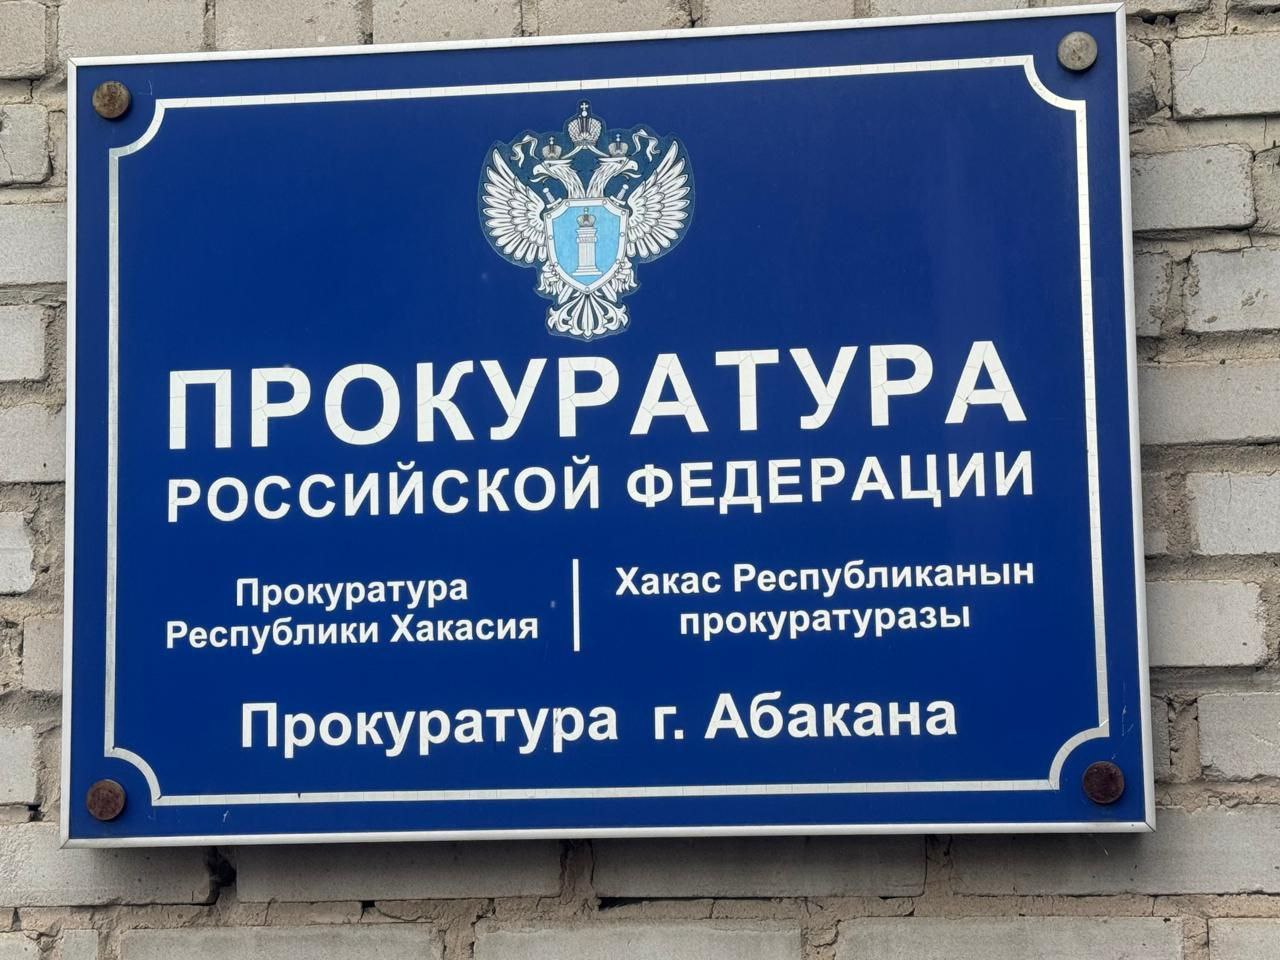 ПРОКУРАТУРА
РОССИЙСКОЙ ФЕДЕРАЦИИ
Прокуратура
Республики Хакасия
Хакас Республиканын
прокуратуразы
Прокуратура г. Абакана